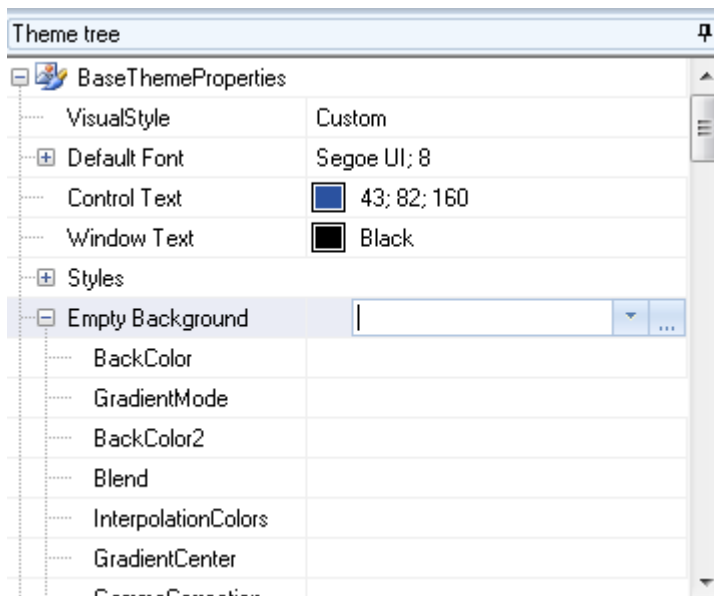 Theme tree
BaseThemeProperties
VisualStyle Custom
Default Font Segoe UI; 8
Control Text 43; 82; 160
Window Text Black
Styles
Empty Background ...
BackColor
GradientMode
BackColor2
Blend
InterpolationColors
GradientCenter